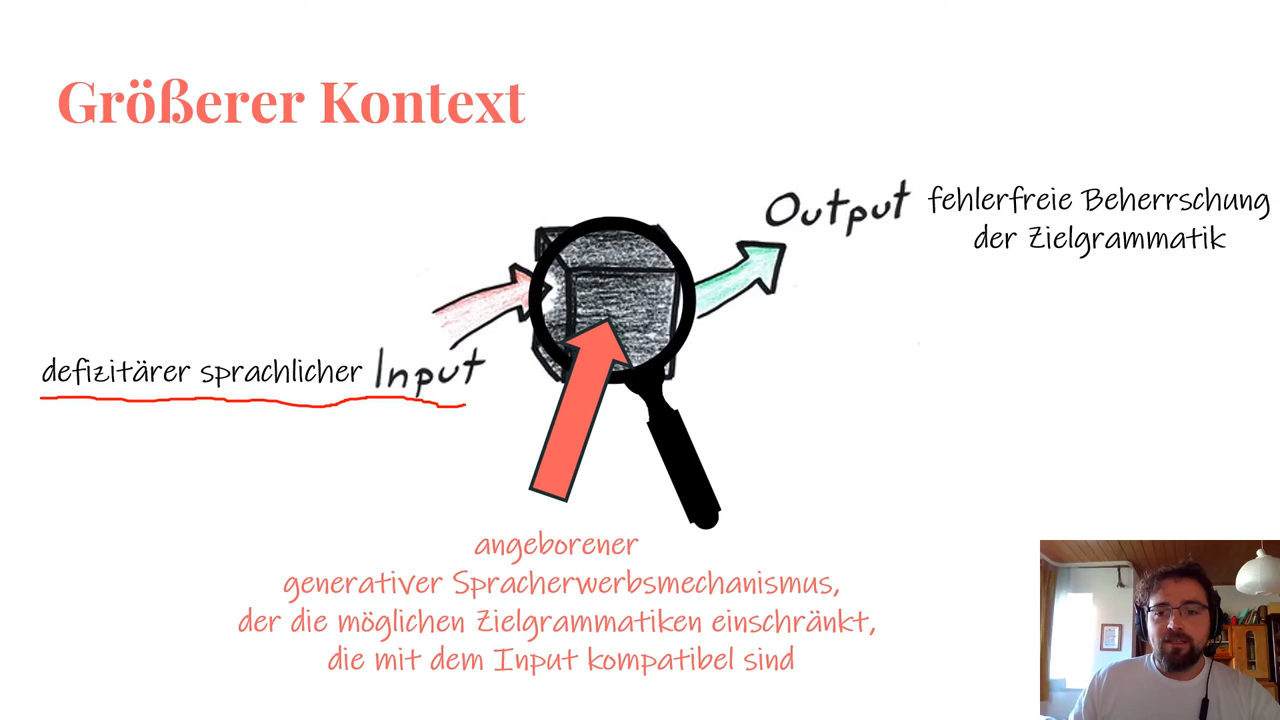 Größerer Kontext
Output fehlerfreie Beherrschung
der Zielgrammatik
defizitärer sprachlicher Input
angeborener
generativer Spracherwerbsmechanismus,
der die möglichen Zielgrammatiken einschränkt,
die mit dem Input kompatibel sind